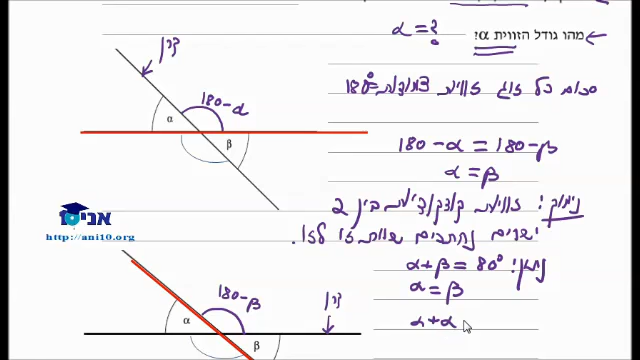 α = ?
מהו גודל הזווית α?
סכום כל זוג זוויות צמודות = 180°
180 - α = 180 - β
α = β
נימוק: זוויות קודקודיות בין 2
ישרים נחתכים שוות זו לזו.
נתון: α + β = 80°
α = β
α + α
קרן
180 - α
α
β
אני10
http://ani10.org
180 - β
קרן
α
β